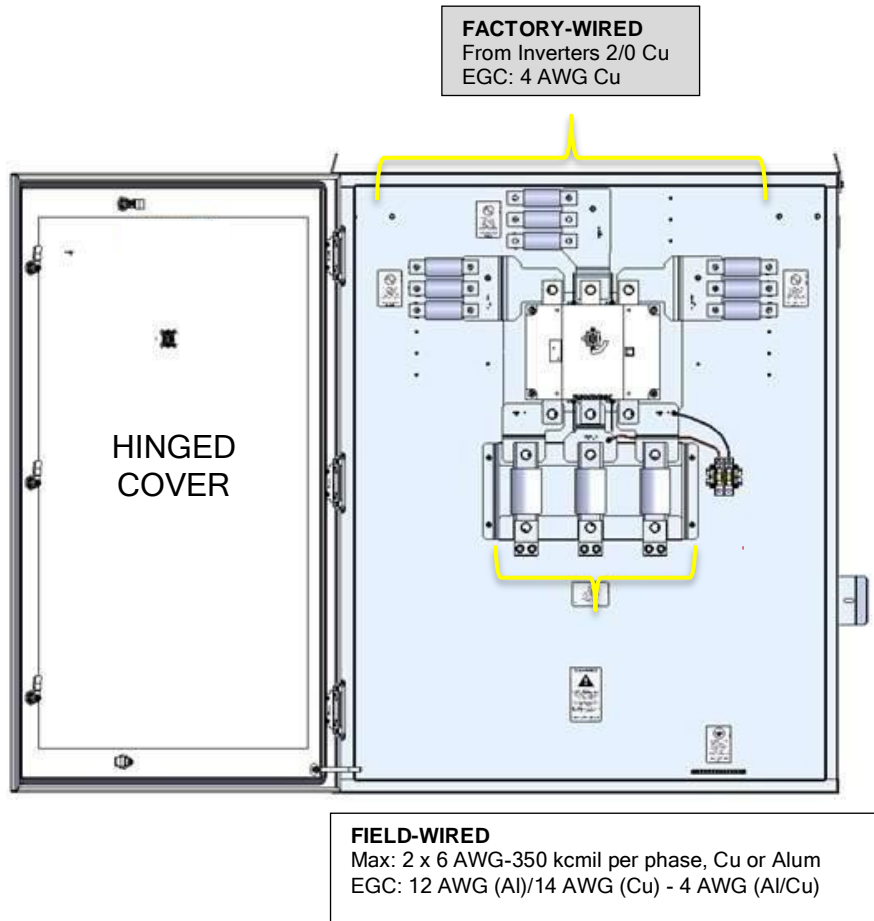 FACTORY-WIRED
From Inverters 2/0 Cu
EGC: 4 AWG Cu
HINGED
COVER
FIELD-WIRED
Max: 2 x 6 AWG-350 kcmil per phase, Cu or Alum
EGC: 12 AWG (Al)/14 AWG (Cu) - 4 AWG (Al/Cu)